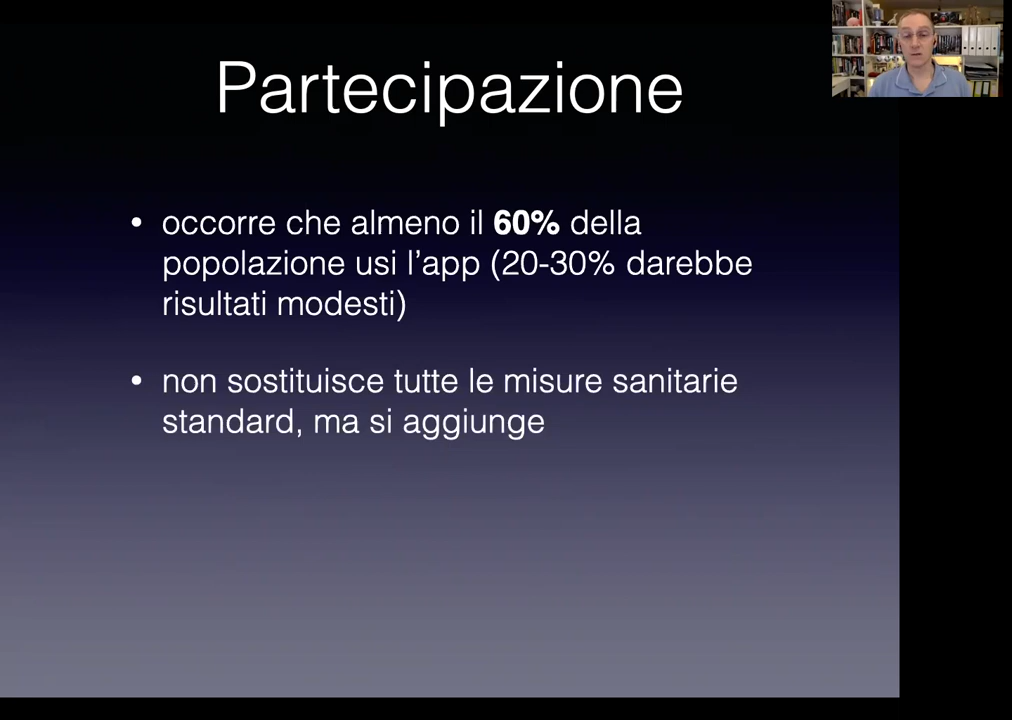 Partecipazione
• occorre che almeno il 60% della
popolazione usi l'app (20-30% darebbe
risultati modesti)
• non sostituisce tutte le misure sanitarie
standard, ma si aggiunge